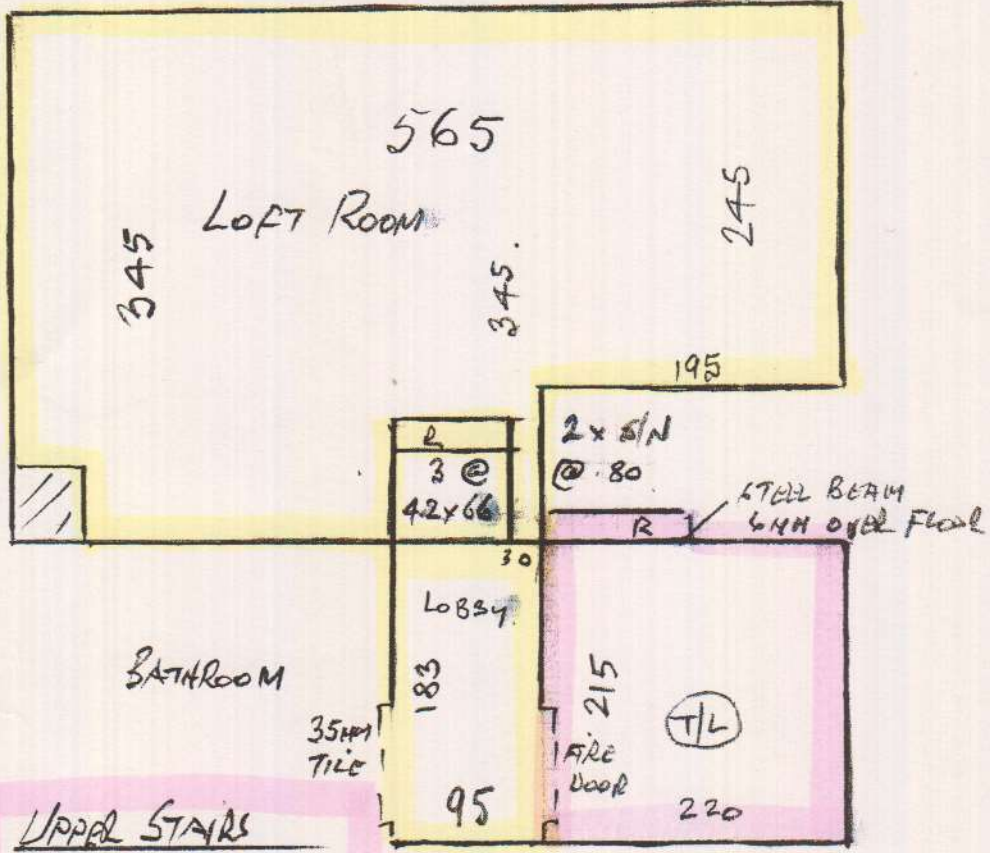 565
LOFT ROOM
345
345.
245
195
R
3 @
42x66
2 x S/N
@ 80
STELL BEAM
6MM OVER FLOOR
R
30
LOBBY
BATHROOM
183
215
T/L
35MM
TILE
FIRE
DOOR
95
220
UPPER STAIRS